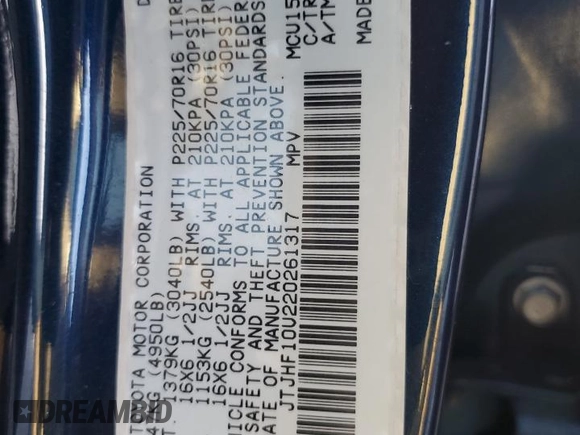 TOYOTA MOTOR CORPORATION
(4950LB)
1379KG (3040LB) WITH P225/70R16 TIRE
16X6 1/2JJ RIMS. AT 210KPA (30PSI)
1153KG (2540LB) WITH P225/70R16 TIRE
16X6 1/2JJ RIMS. AT 210KPA (30PSI)
VEHICLE CONFORMS TO ALL APPLICABLE FEDER
SAFETY AND THEFT PREVENTION STANDARDS
DATE OF MANUFACTURE SHOWN ABOVE.
JTJHF10U220261317 MPV
MCU15
C/TR
A/TM
MADE
DREAMBID